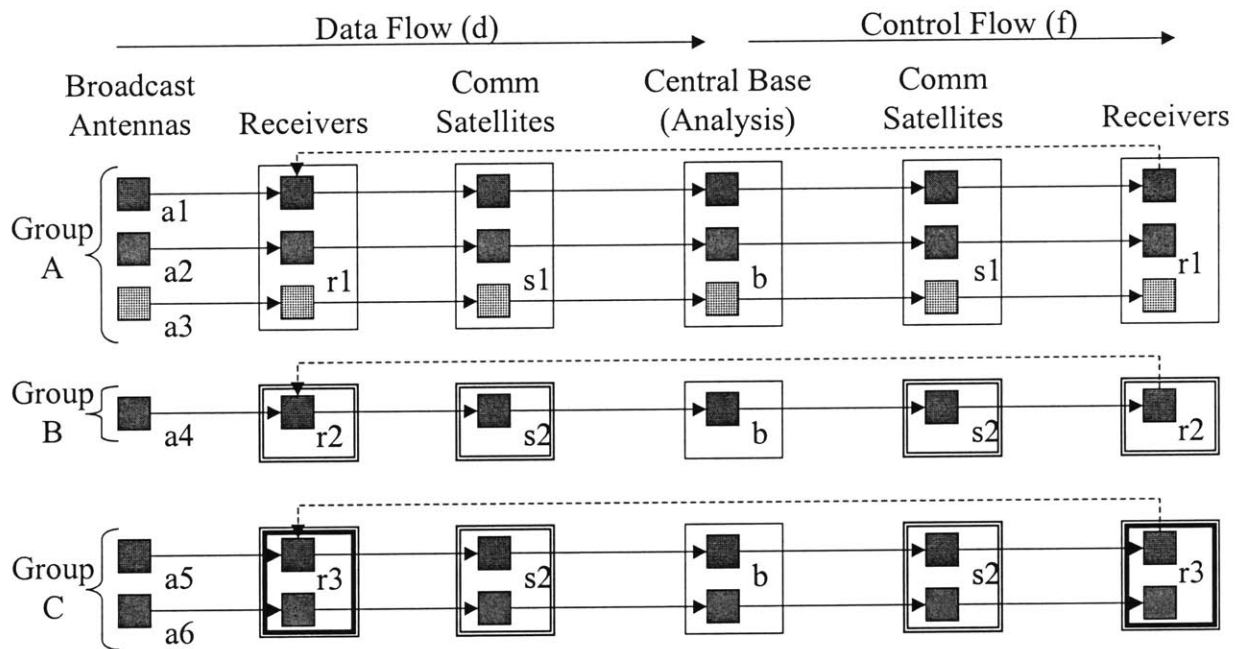 Data Flow (d)
Control Flow (f)
Broadcast
Antennas
Receivers
Comm
Satellites
Central Base
(Analysis)
Comm
Satellites
Receivers
Group
A
a1
a2
a3
r1
s1
b
s1
r1
Group
B
a4
r2
s2
b
s2
r2
Group
C
a5
a6
r3
s2
b
s2
r3